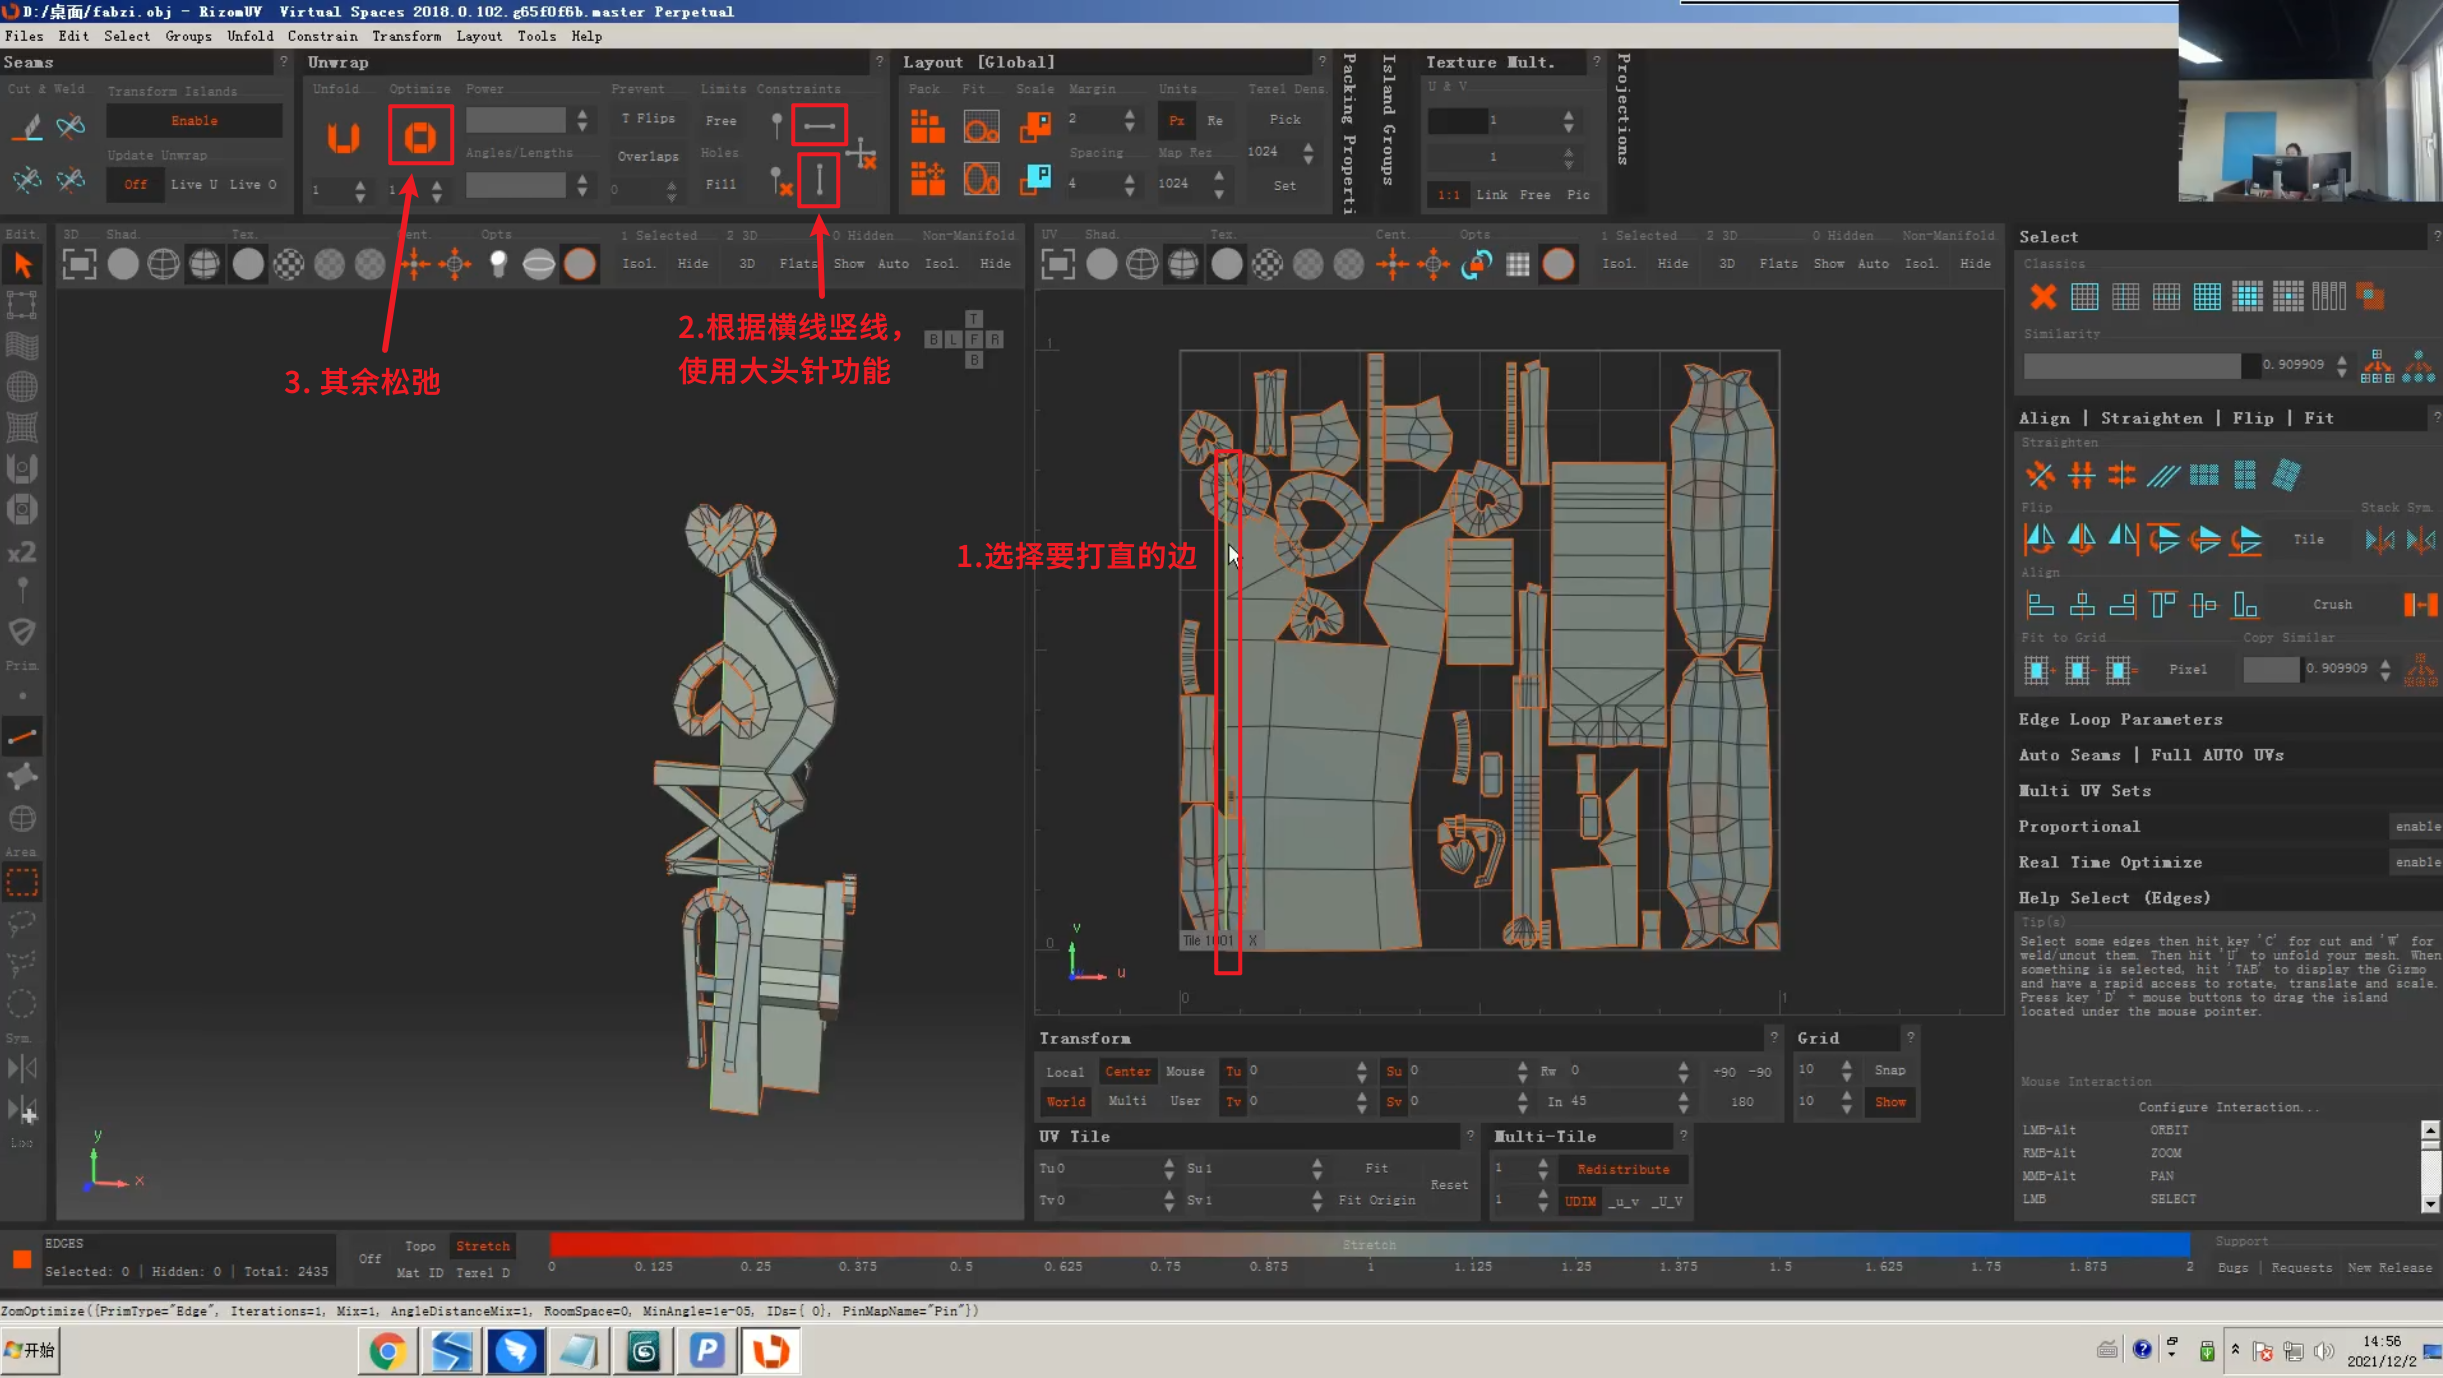 D:/桌面/fabzi.obj - RizomUV  Virtual Spaces 2018.0.102.g65f0f6b.master Perpetual
Files Edit Select Groups Unfold Constrain Transform Layout Tools Help
Seams ? Unwrap ? Layout [Global] ? Texture Mult. ?
Packing Properti
Island Groups
Projections
Cut & Weld Transform Islands Unfold Optimize Power Prevent Limits Constraints Pack Fit Scale Margin Units Texel Dens. U & V
Enable T Flips Free 2 Px Re Pick 1
Update Unwrap Angles/Lengths Overlaps Holes Spacing Map Rez 1024 1
Off Live U Live O 1 1 0 Fill 4 1024 Set 1:1 Link Free Pic
Edit. 3D Shad. Tex. Cent. Opts 1 Selected 2 3D 0 Hidden Non-Manifold
Isol. Hide 3D Flats Show Auto Isol. Hide
UV Shad. Tex. Cent. Opts 1 Selected 2 3D 0 Hidden Non-Manifold
Isol. Hide 3D Flats Show Auto Isol. Hide
Select ?
Classics
Similarity
0.909909
Align | Straighten | Flip | Fit ?
Straighten
Flip Stack Sym.
Tile
Align
Crush
Fit to Grid Copy Similar
Pixel 0.909909
Edge Loop Parameters
Auto Seams | Full AUTO UVs
Multi UV Sets
Proportional enable
Real Time Optimize enable
Help Select (Edges)
Tip(s)
Select some edges then hit key 'C' for cut and 'W' for
weld/uncut them. Then hit 'U' to unfold your mesh. When
something is selected, hit 'TAB' to display the Gizmo
and have a rapid access to rotate, translate and scale.
Press key 'D' + mouse buttons to drag the island
located under the mouse pointer.
Mouse Interaction
Configure Interaction...
LMB-Alt ORBIT
RMB-Alt ZOOM
MMB-Alt PAN
LMB SELECT
x2
Prim.
Area
Sym.
T
B L F R
B
2.根据横线竖线，
使用大头针功能
3. 其余松弛
1.选择要打直的边
1
0
Tile 1001 X
y
u
0 1
y
x
Transform ? Grid ?
Local Center Mouse Tu 0 Su 0 Rw 0 +90 -90 10 Snap
World Multi User Tv 0 Sv 0 In 45 180 10 Show
UV Tile ? Multi-Tile ?
Tu 0 Su 1 Fit Reset 1 Redistribute
Tv 0 Sv 1 Fit Origin 1 UDIM _u_v _U_V
EDGES
Selected: 0 | Hidden: 0 | Total: 2435
Off Topo Stretch
Mat ID Texel D
Stretch
0 0.125 0.25 0.375 0.5 0.625 0.75 0.875 1 1.125 1.25 1.375 1.5 1.625 1.75 1.875 2
Support
Bugs | Requests New Release
ZomOptimize({PrimType="Edge", Iterations=1, Mix=1, AngleDistanceMix=1, RoomSpace=0, MinAngle=1e-05, IDs={ 0}, PinMapName="Pin"})
开始
14:56
2021/12/2